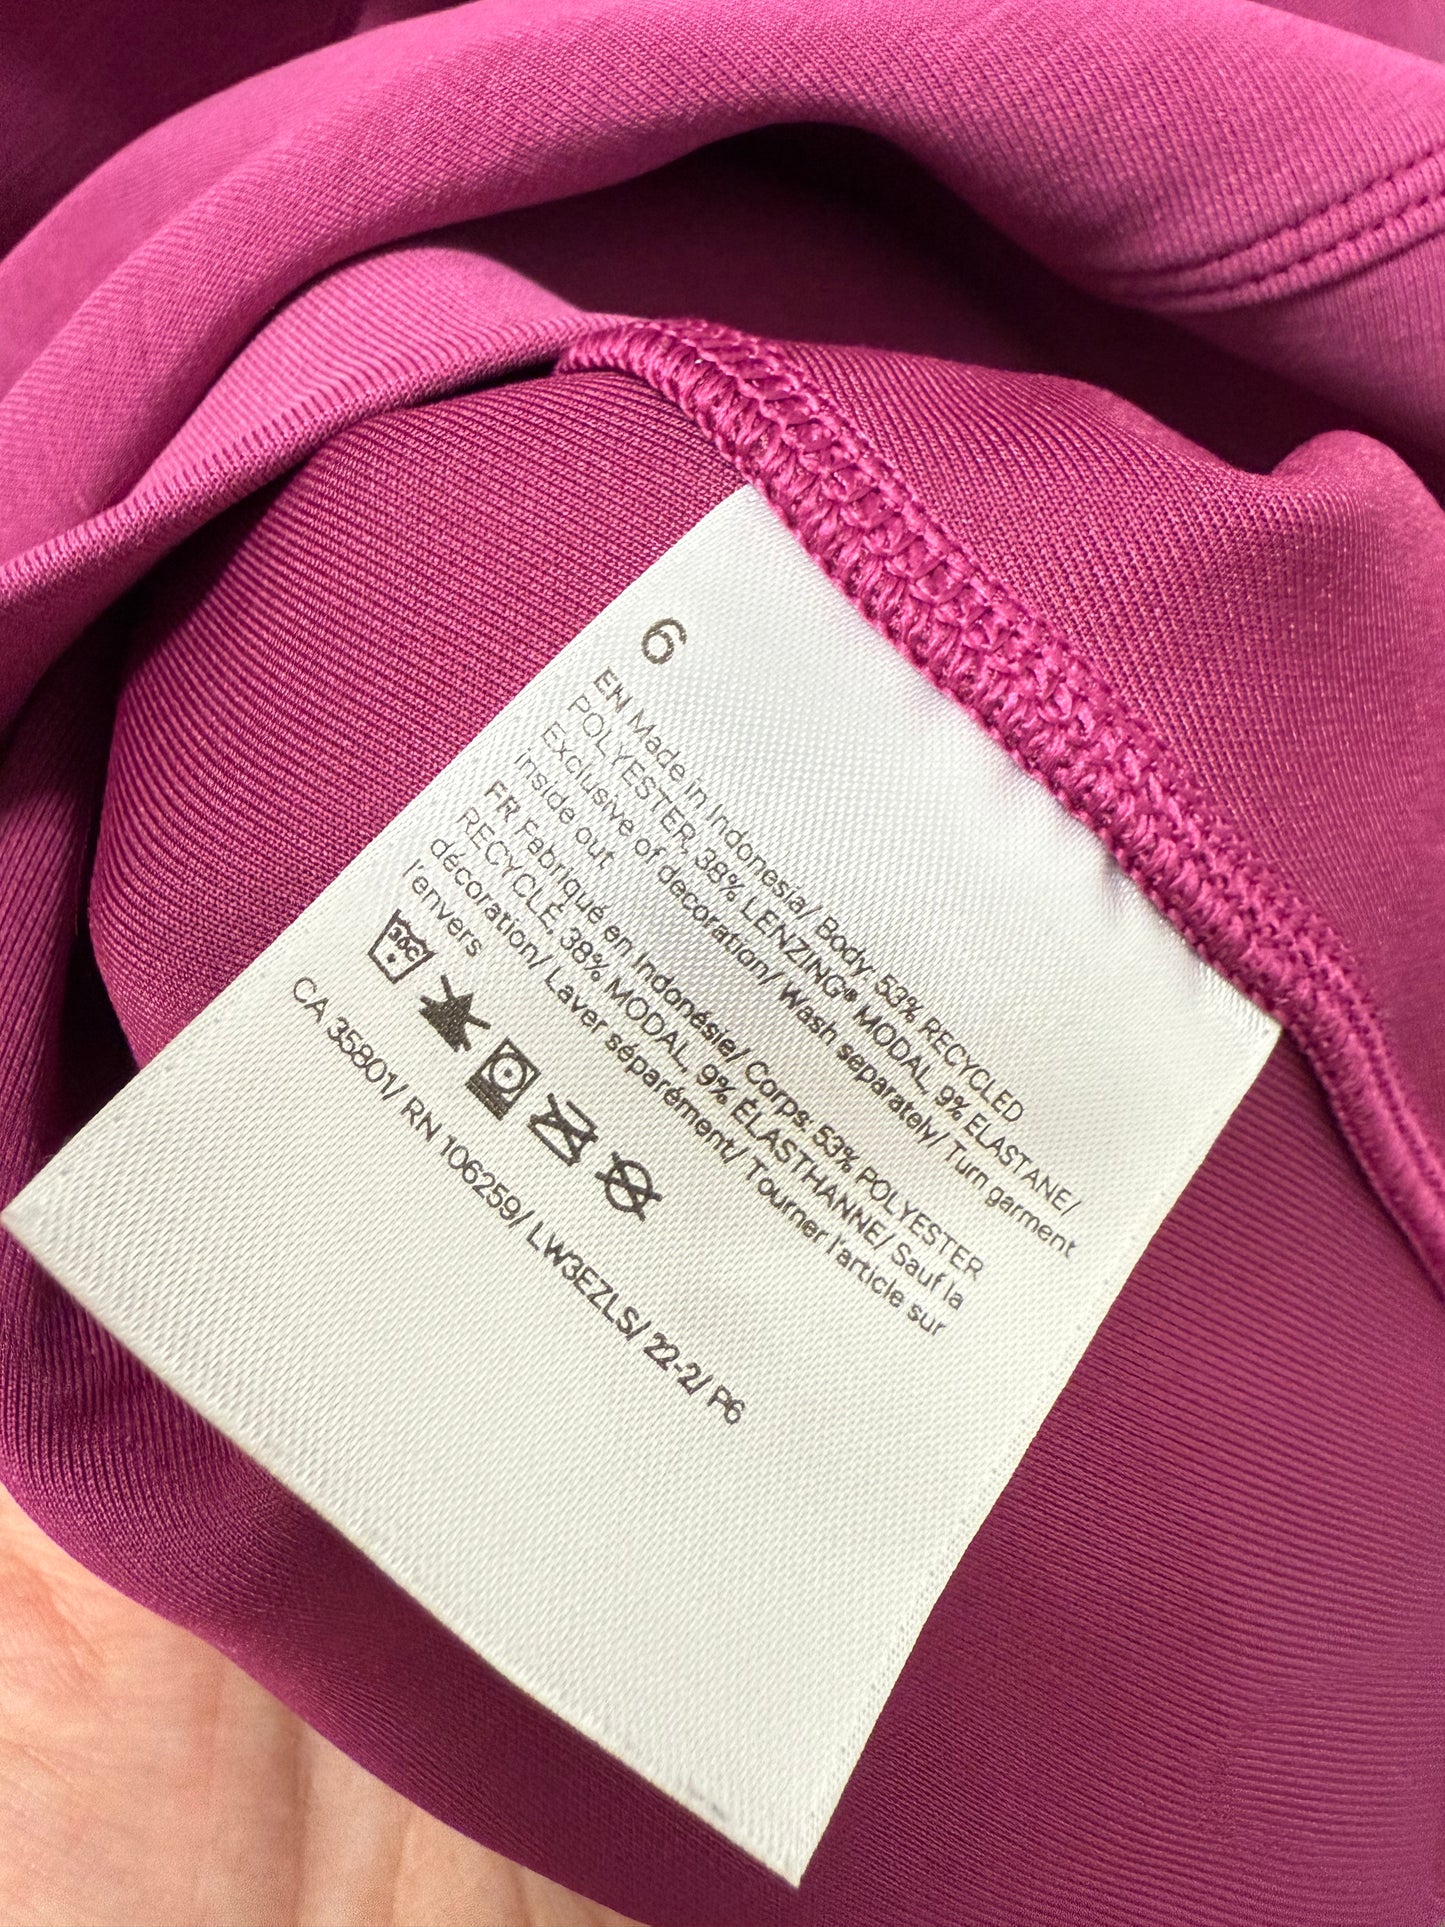 6
EN Made in Indonesia/ Body: 53% RECYCLED
POLYESTER, 38% LENZING® MODAL, 9% ELASTANE/
Exclusive of decoration/ Wash separately/ Turn garment
inside out
FR Fabriqué en Indonésie/ Corps: 53% POLYESTER
RECYCLÉ, 38% MODAL, 9% ÉLASTHANNE/ Sauf la
décoration/ Laver séparément/ Tourner l'article sur
l'envers
30C
CA 35801/ RN 106259/ LW3EZLS/ 22-2/ P6